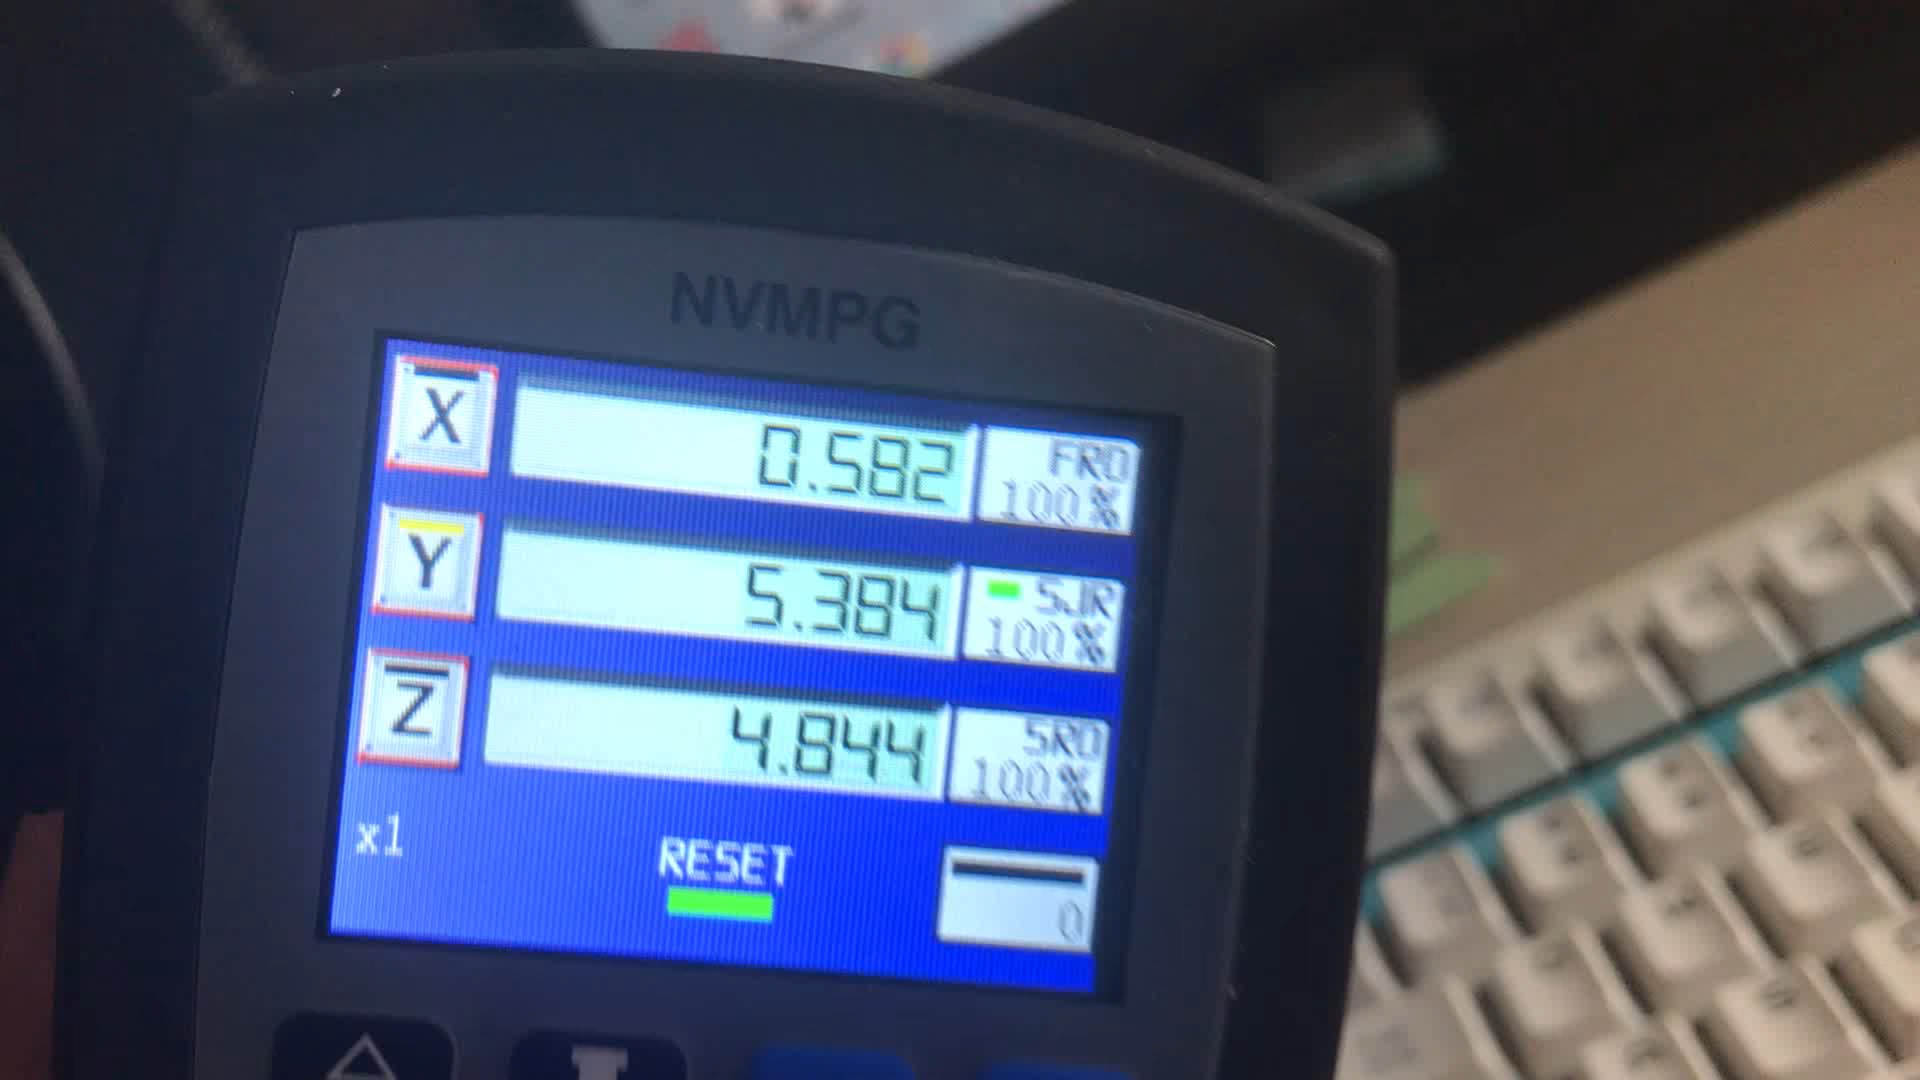 NVMPG
X 0.582 FRO
100%
Y 5.384 SJR
100%
Z 4.844 SRO
100%
x1 RESET 0